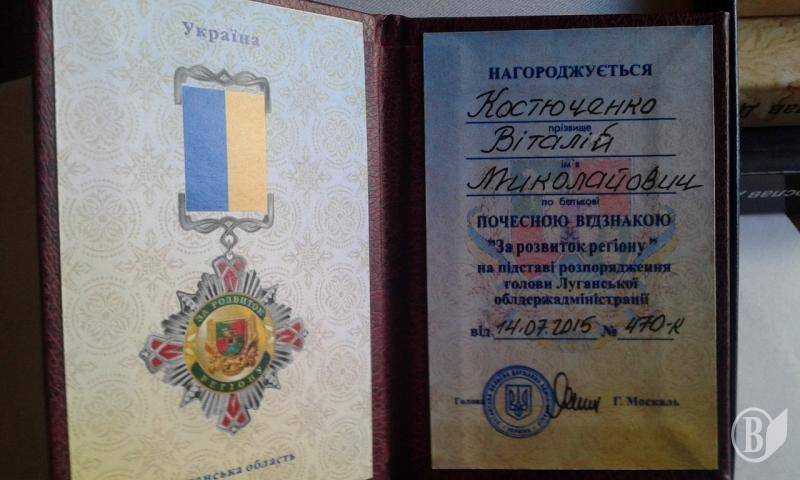 Україна
ЗА РОЗВИТОК
РЕГІОНУ
область
НАГОРОДЖУЄТЬСЯ
Костюченко
прізвище
Віталій
ім'я
Миколайович
по батькові
ПОЧЕСНОЮ ВІДЗНАКОЮ
"За розвиток регіону"
на підставі розпорядження
голови Луганської
облдержадміністрації
від 14.07.2015 № 470-к
Голова Г. Москаль
В